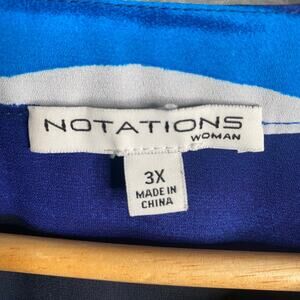 NOTATIONS
WOMAN
3X
MADE IN
CHINA